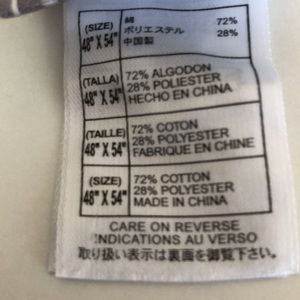 (SIZE)
48" X 54"
綿 72%
ポリエステル 28%
中国製
(TALLA)
48" X 54"
72% ALGODON
28% POLIESTER
HECHO EN CHINA
(TAILLE)
48" X 54"
72% COTON
28% POLYESTER
FABRIQUE EN CHINE
(SIZE)
48" X 54"
72% COTTON
28% POLYESTER
MADE IN CHINA
CARE ON REVERSE
INDICATIONS AU VERSO
取り扱い表示は裏面を御覧下さい。